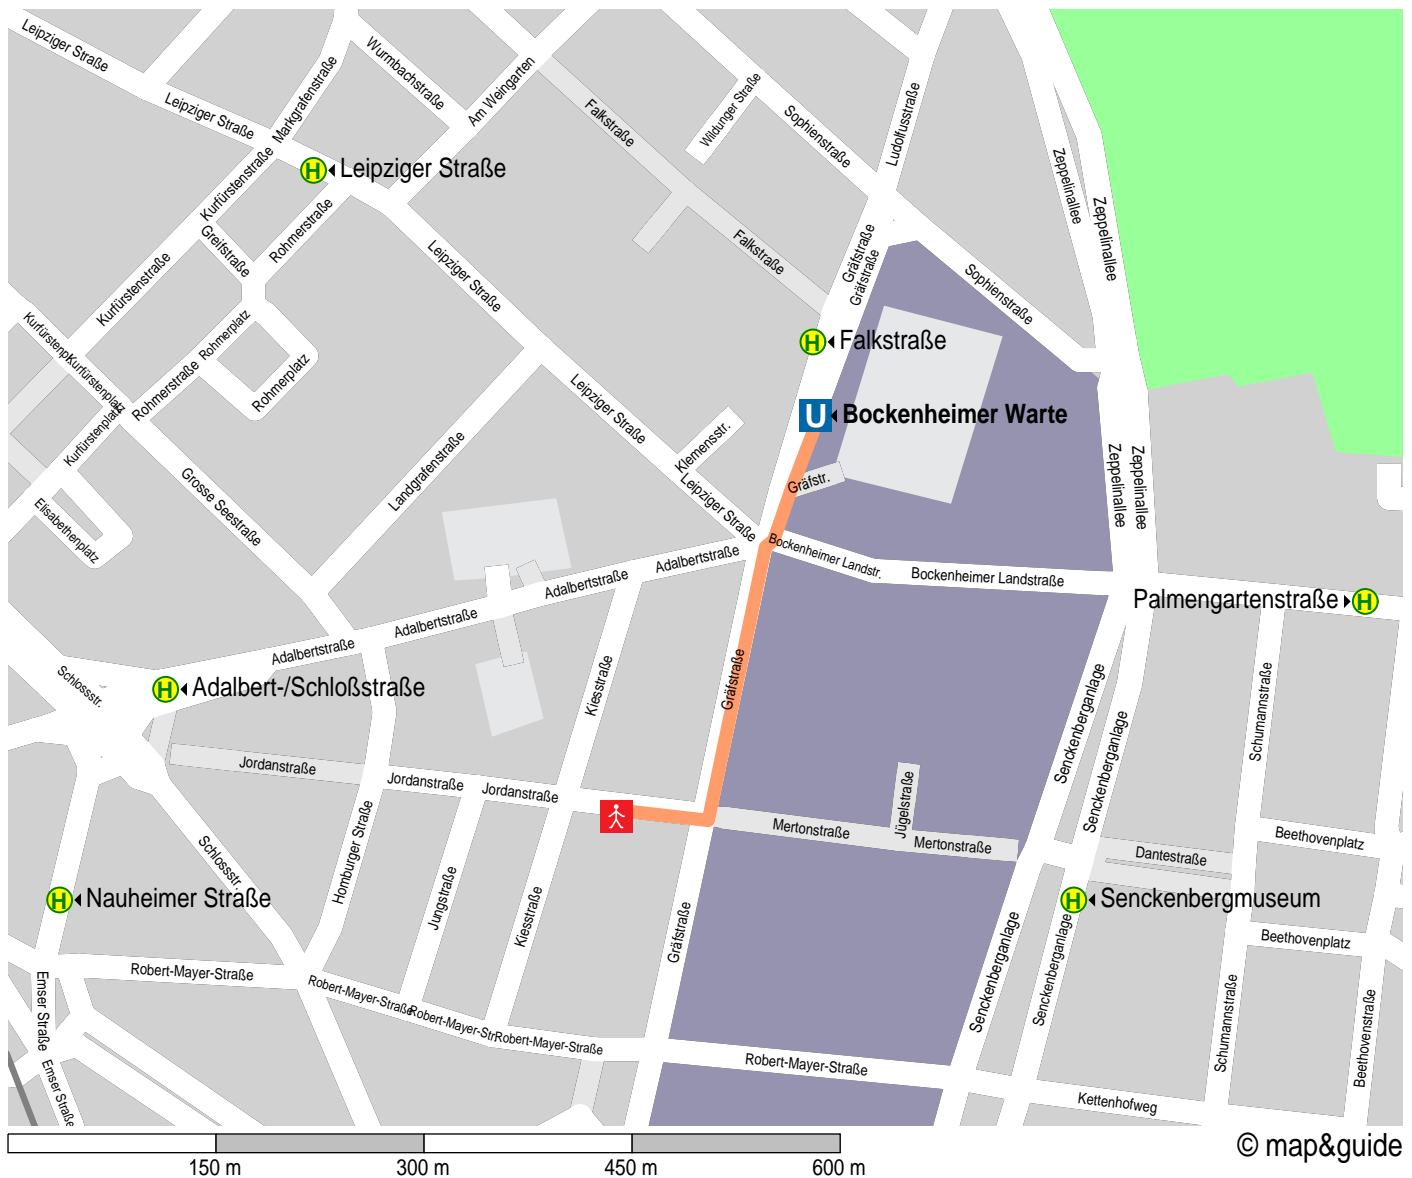 Leipziger Straße
Wurmbachstraße
Markgrafenstraße
Am Weingarten
Leipziger Straße
Falkstraße
Wildunger Straße
Sophienstraße
Ludolfusstraße
Zeppelinallee
Zeppelinallee
H Leipziger Straße
Kurfürstenstraße
Greifstraße
Rohmerstraße
Leipziger Straße
Falkstraße
Gräfstraße
Gräfstraße
Sophienstraße
Kurfürstenstraße
Kurfürstenpl
Kurfürstenplatz
Rohmerplatz
Rohmerstraße
Rohmerplatz
H Falkstraße
Leipziger Straße
U Bockenheimer Warte
Kurfürstenplatz
Klemensstr.
Landgrafenstraße
Grosse Seestraße
Elisabethenplatz
Leipziger Straße
Gräfstr.
Zeppelinallee
Zeppelinallee
Adalbertstraße
Bockenheimer Landstr.
Bockenheimer Landstraße
Adalbertstraße
Adalbertstraße
Adalbertstraße
Palmengartenstraße H
Schlossstr.
H Adalbert-/Schloßstraße
Kiesstraße
Gräfstraße
Senckenberganlage
Senckenberganlage
Schumannstraße
Jordanstraße
Jordanstraße
Jordanstraße
Homburger Straße
Schlossstr.
Mertonstraße
Jügelstraße
Mertonstraße
Dantestraße
Beethovenplatz
H Nauheimer Straße
Jungstraße
Kiesstraße
Gräfstraße
H Senckenbergmuseum
Senckenberganlage
Senckenberganlage
Beethovenplatz
Robert-Mayer-Straße
Robert-Mayer-Straße
Robert-Mayer-Str
Robert-Mayer-Straße
Robert-Mayer-Straße
Emser Straße
Emser Straße
Schumannstraße
Beethovenstraße
Kettenhofweg
150 m
300 m
450 m
600 m
© map&guide